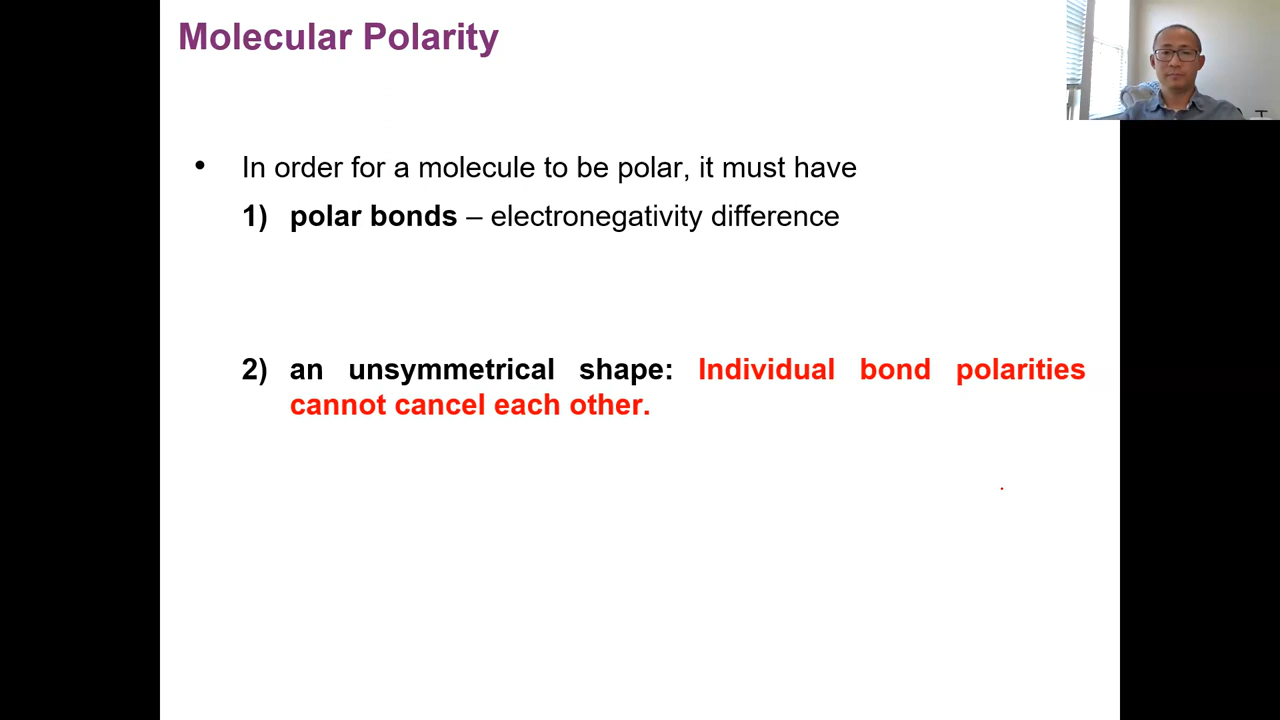 Molecular Polarity
• In order for a molecule to be polar, it must have
1) polar bonds – electronegativity difference
2) an unsymmetrical shape: Individual bond polarities
cannot cancel each other.